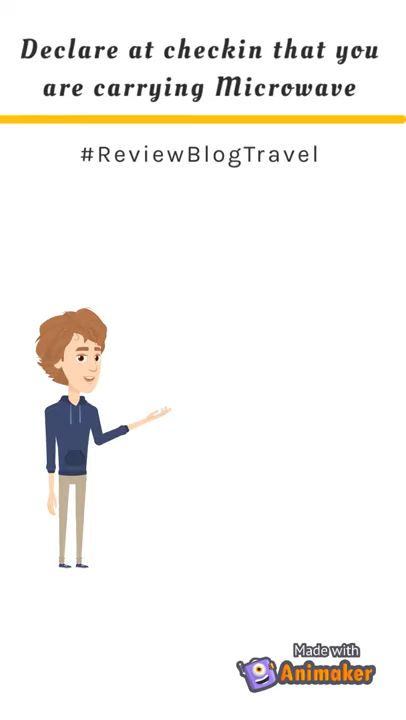 Declare at checkin that you
are carrying Microwave
#ReviewBlogTravel
Made with
Animaker